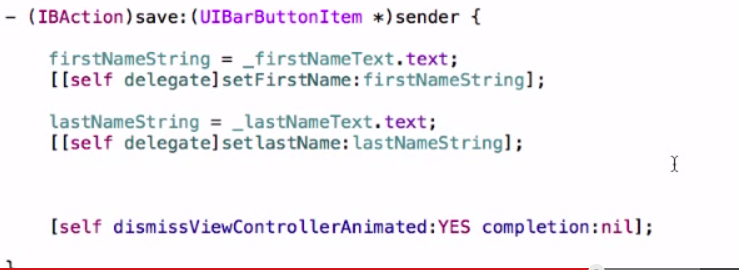 - (IBAction)save:(UIBarButtonItem *)sender {
firstNameString = _firstNameText.text;
[[self delegate]setFirstName:firstNameString];
lastNameString = _lastNameText.text;
[[self delegate]setlastName:lastNameString];
[self dismissViewControllerAnimated:YES completion:nil];
}